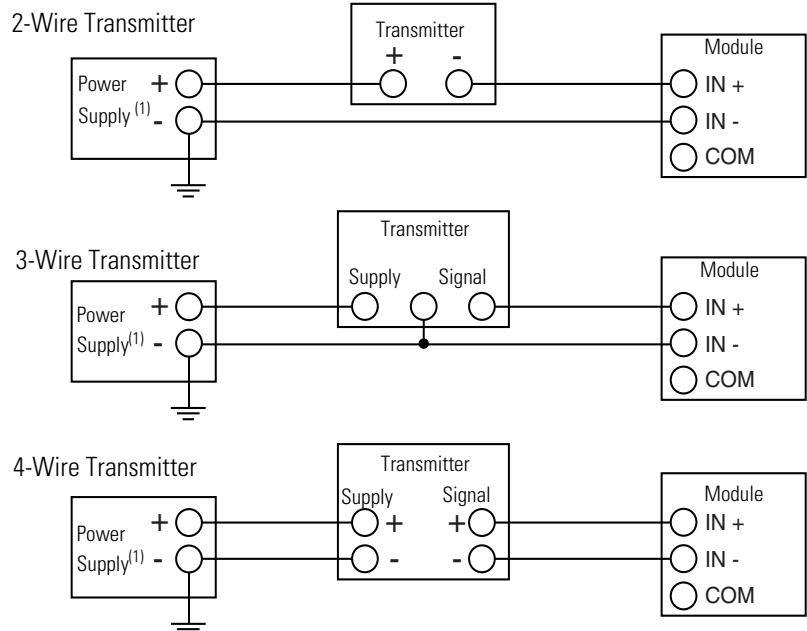 2-Wire Transmitter
Transmitter
+ -
Module
Power
Supply (1)
+
-
IN +
IN -
COM
3-Wire Transmitter
Transmitter
Supply Signal
Module
Power
Supply(1)
+
-
IN +
IN -
COM
4-Wire Transmitter
Transmitter
Supply Signal
+ +
- -
Module
Power
Supply(1)
+
-
IN +
IN -
COM